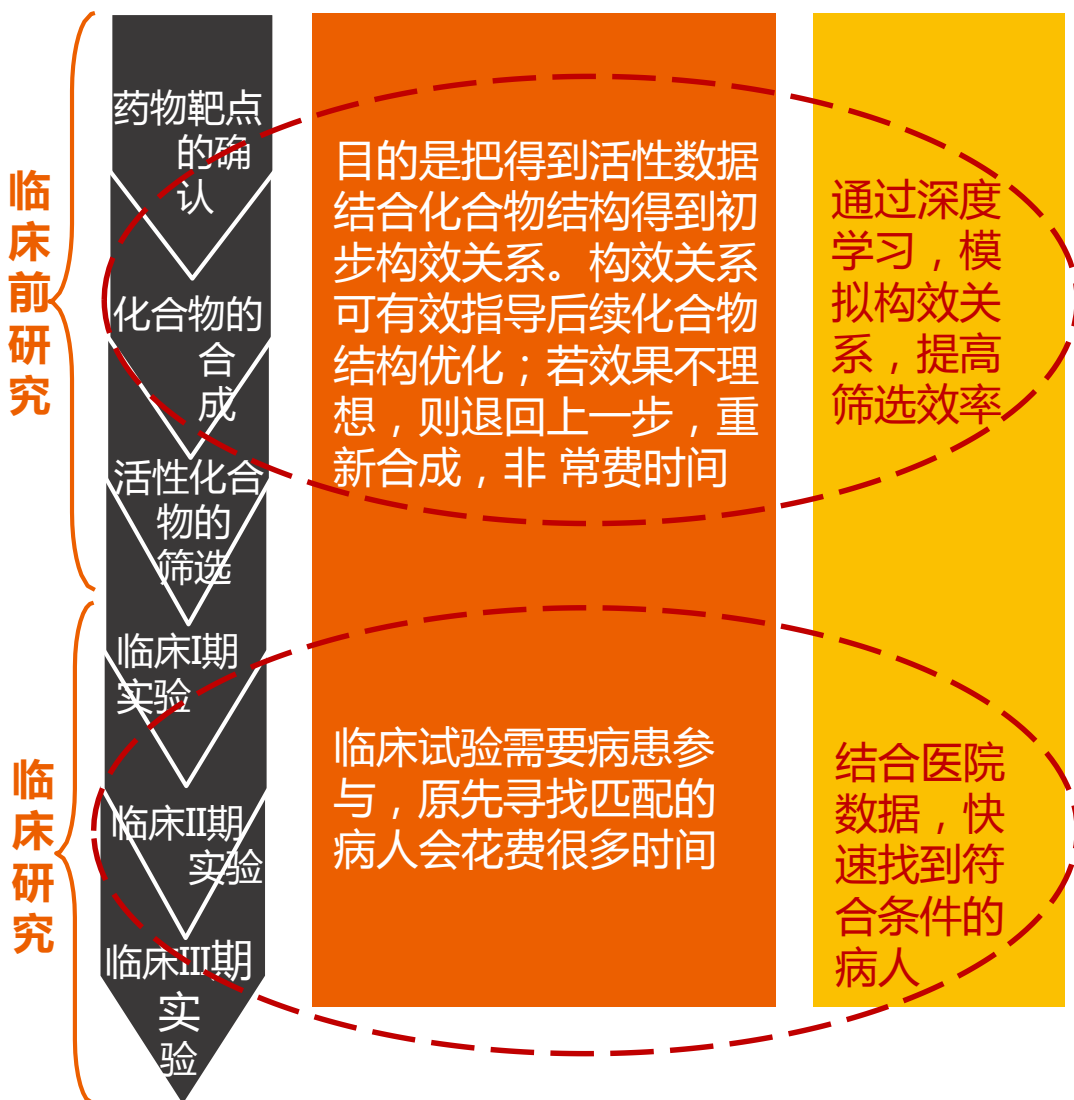 临床前研究
药物靶点
的确
认
化合物的
合
成
活性化合
物的
筛选
目的是把得到活性数据
结合化合物结构得到初
步构效关系。构效关系
可有效指导后续化合物
结构优化；若效果不理
想，则退回上一步，重
新合成，非 常费时间
通过深度
学习，模
拟构效关
系，提高
筛选效率
临床研究
临床I期
实验
临床II期
实验
临床III期
实
验
临床试验需要病患参
与，原先寻找匹配的
病人会花费很多时间
结合医院
数据，快
速找到符
合条件的
病人